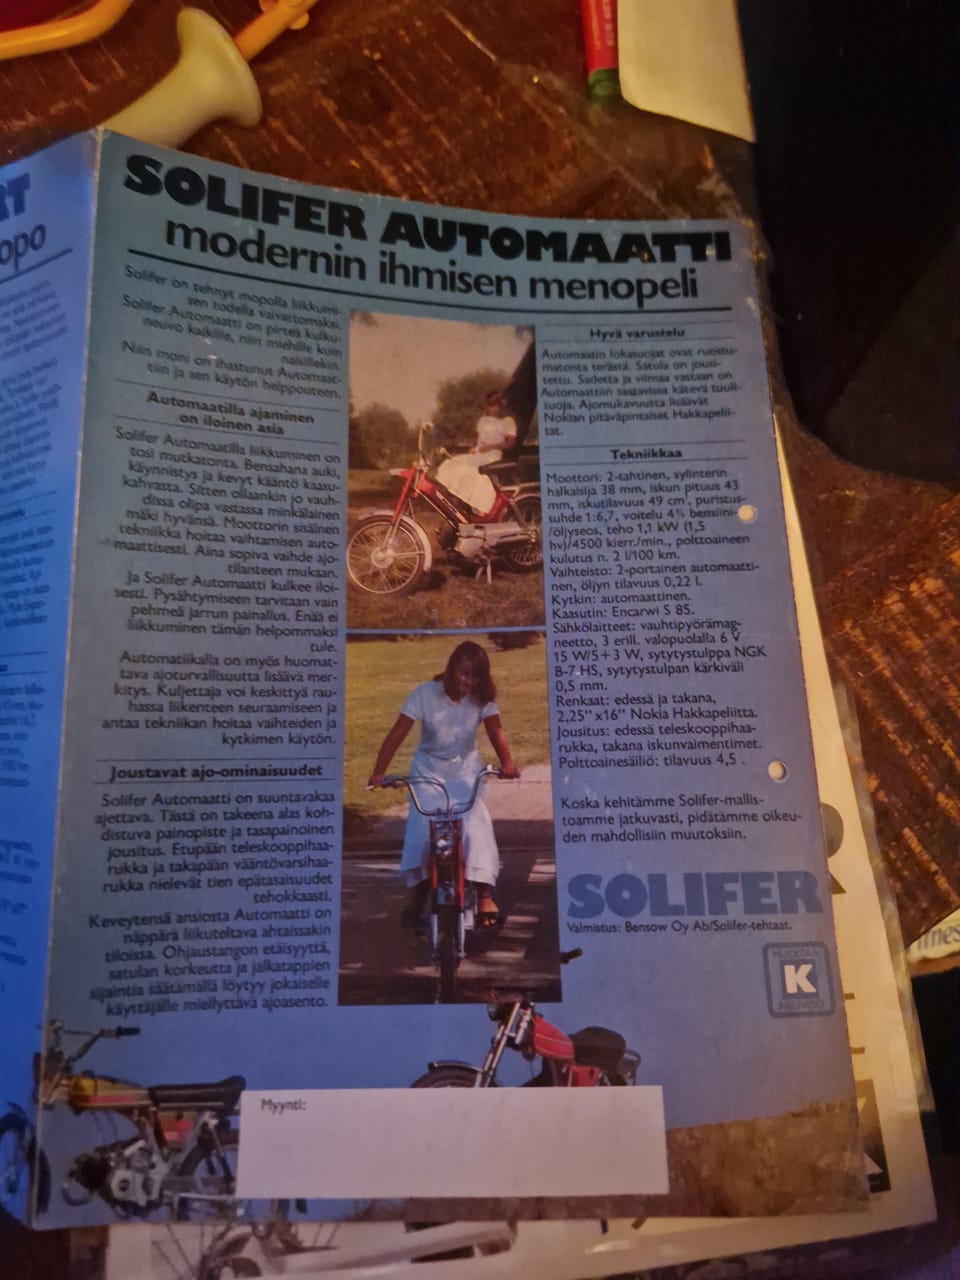 RT
opo
SOLIFER AUTOMAATTI
modernin ihmisen menopeli
Solifer on tehnyt mopolla liikkumi-
sen todella vaivattomaksi.
Solifer Automaatti on pirteä kulku-
neuvo kaikille, niin miehille kuin
naisillekin.
Niin moni on ihastunut Automaat-
tiin ja sen käytön helppouteen.
Automaatilla ajaminen
on iloinen asia
Solifer Automaatilla liikkuminen on
tosi mutkatonta. Bensahana auki,
käynnistys ja kevyt kääntö kaasu-
kahvasta. Sitten ollaankin jo vauh-
dissa olipa vastassa minkälainen
mäki hyvänsä. Moottorin sisäinen
tekniikka hoitaa vaihtamisen auto-
maattisesti. Aina sopiva vaihde ajo-
tilanteen mukaan.
Ja Solifer Automaatti kulkee iloi-
sesti. Pysähtymiseen tarvitaan vain
pehmeä jarrun painallus. Enää ei
liikkuminen tämän helpommaksi
tule.
Automatiikalla on myös huomat-
tava ajoturvallisuutta lisäävä mer-
kitys. Kuljettaja voi keskittyä rau-
hassa liikenteen seuraamiseen ja
antaa tekniikan hoitaa vaihteiden ja
kytkimen käytön.
Joustavat ajo-ominaisuudet
Solifer Automaatti on suuntavakaa
ajettava. Tästä on takeena alas koh-
distuva painopiste ja tasapainoinen
jousitus. Etupään teleskooppihaa-
rukka ja takapään vääntövarsihaa-
rukka nielevät tien epätasaisuudet
tehokkaasti.
Keveytensä ansiosta Automaatti on
näppärä liikuteltava ahtaissakin
tiloissa. Ohjaustangon etäisyyttä,
satulan korkeutta ja jalkatappien
sijaintia säätämällä löytyy jokaiselle
käyttäjälle miellyttävä ajoasento.
Hyvä varustelu
Automaatin lokasuojat ovat ruostu-
matonta terästä. Satula on jousi-
tettu. Sadetta ja viimaa vastaan on
Automaattiin saatavissa kätevä tuuli-
suoja. Ajomukavuutta lisäävät
Nokian pitäväpintaiset Hakkapelii-
tat.
Tekniikkaa
Moottori: 2-tahtinen, sylinterin
halkaisija 38 mm, iskun pituus 43
mm, iskutilavuus 49 cm³, puristus-
suhde 1:6,7, voitelu 4% bensiini-
/öljyseos, teho 1,1 kW (1,5
hv)/4500 kierr./min., polttoaineen
kulutus n. 2 l/100 km.
Vaihteisto: 2-portainen automaatti-
nen, öljyn tilavuus 0,22 l.
Kytkin: automaattinen.
Kaasutin: Encarwi S 85.
Sähkölaitteet: vauhtipyörämag-
neetto, 3 erill. valopuolalla 6 V
15 W/5+3 W, sytytystulppa NGK
B-7 HS, sytytystulpan kärkiväli
0,5 mm.
Renkaat: edessä ja takana,
2,25"x16" Nokia Hakkapeliitta.
Jousitus: edessä teleskooppihaa-
rukka, takana iskunvaimentimet.
Polttoainesäiliö: tilavuus 4,5 .
Koska kehitämme Solifer-mallis-
toamme jatkuvasti, pidätämme oikeu-
den mahdollisiin muutoksiin.
SOLIFER
Valmistus: Bensow Oy Ab/Solifer-tehtaat.
K
Myynti: